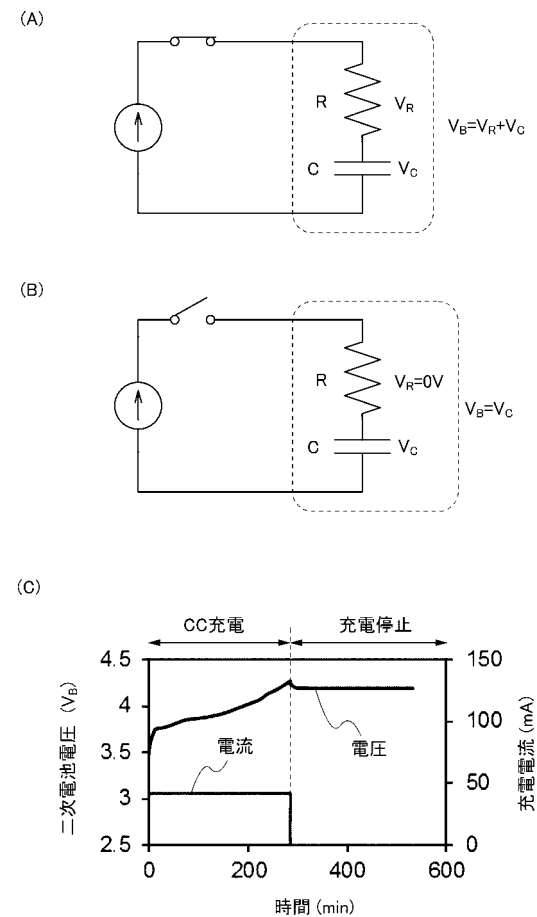 (A)
R
V_R
V_B=V_R+V_C
C
V_C
(B)
R
V_R=0V
V_B=V_C
C
V_C
(C)
CC充電
充電停止
4.5
4
3.5
3
2.5
150
100
50
0
二次電池電圧 (V_B)
充電電流 (mA)
電流
電圧
0
200
400
600
時間 (min)